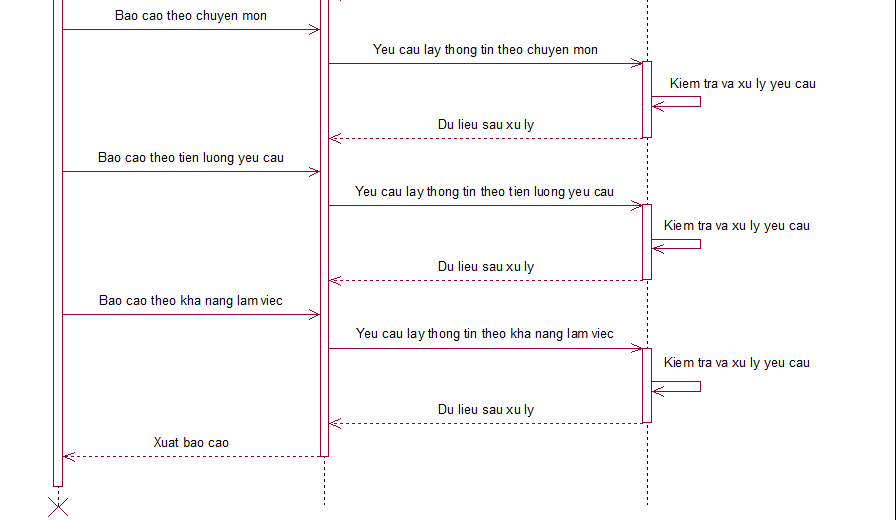 Bao cao theo chuyen mon
Yeu cau lay thong tin theo chuyen mon
Kiem tra va xu ly yeu cau
Du lieu sau xu ly
Bao cao theo tien luong yeu cau
Yeu cau lay thong tin theo tien luong yeu cau
Kiem tra va xu ly yeu cau
Du lieu sau xu ly
Bao cao theo kha nang lam viec
Yeu cau lay thong tin theo kha nang lam viec
Kiem tra va xu ly yeu cau
Du lieu sau xu ly
Xuat bao cao